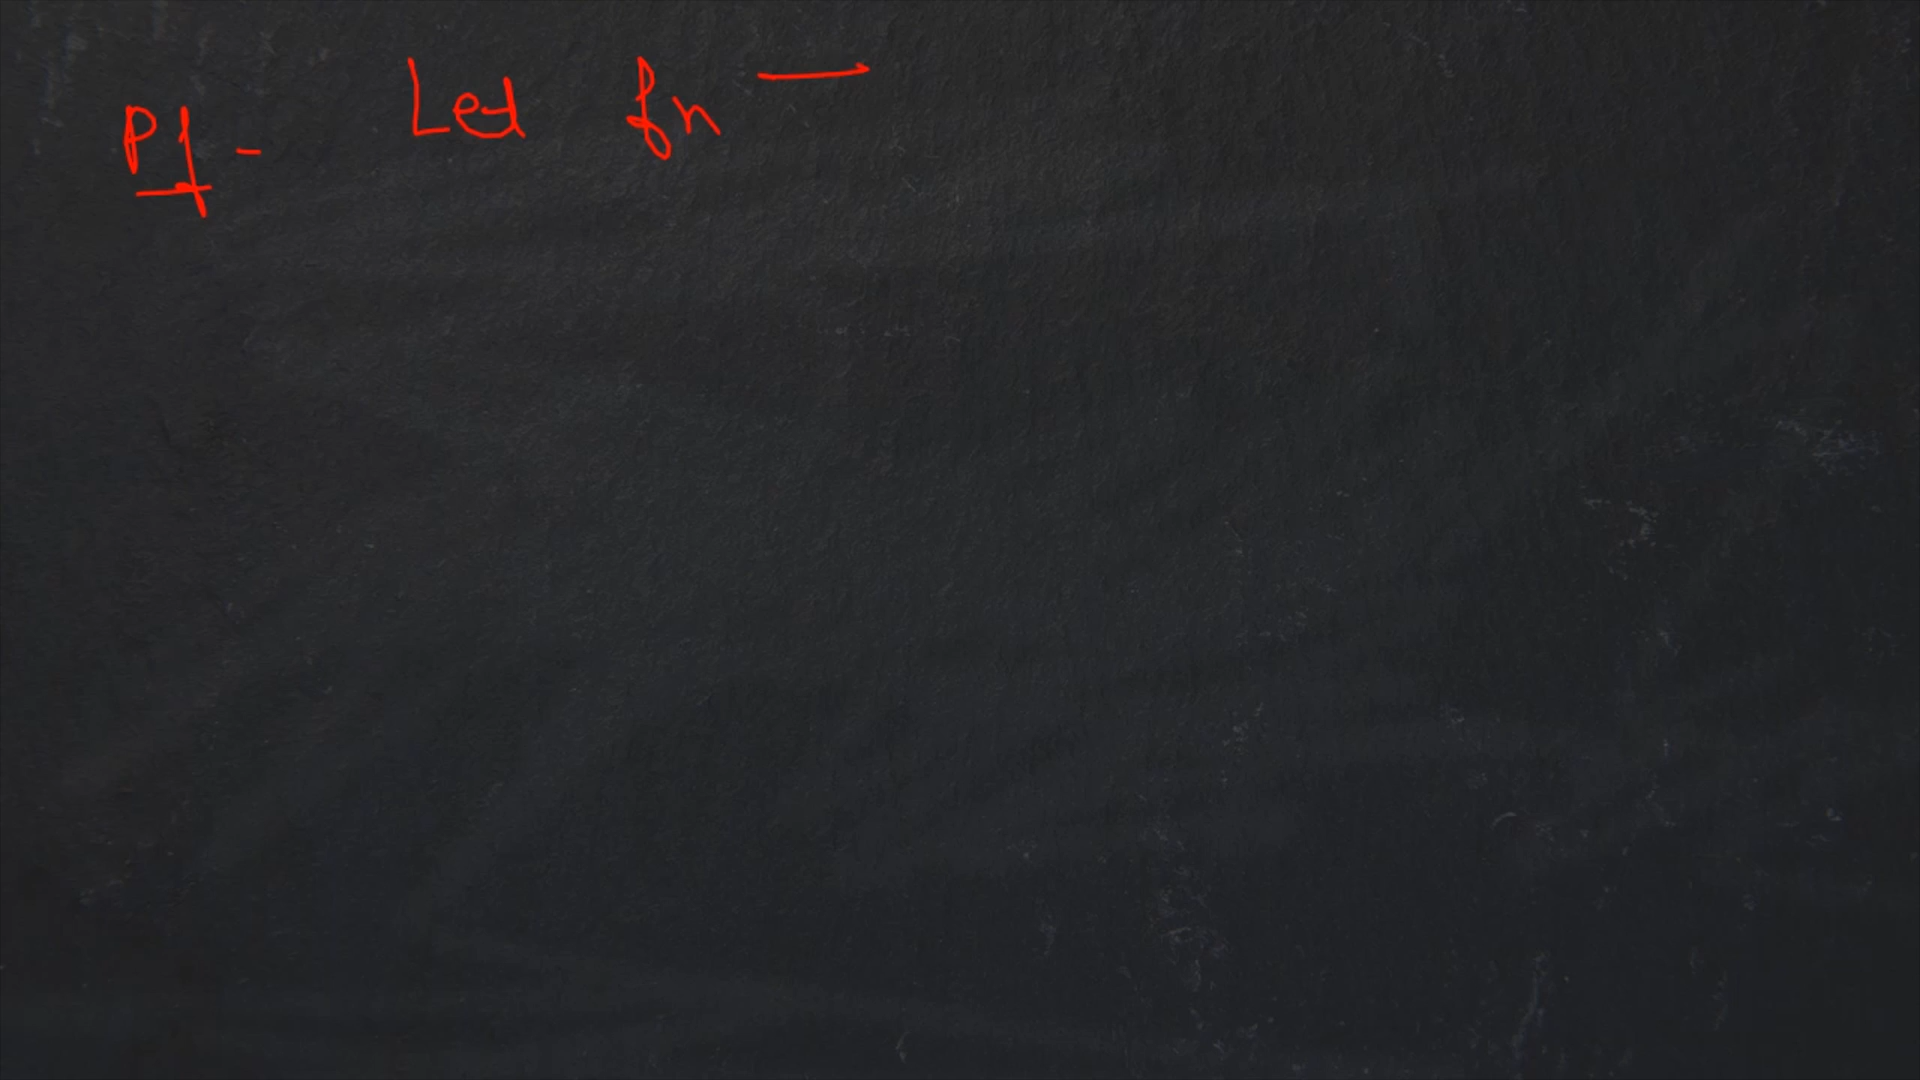 Pf - Let fn —